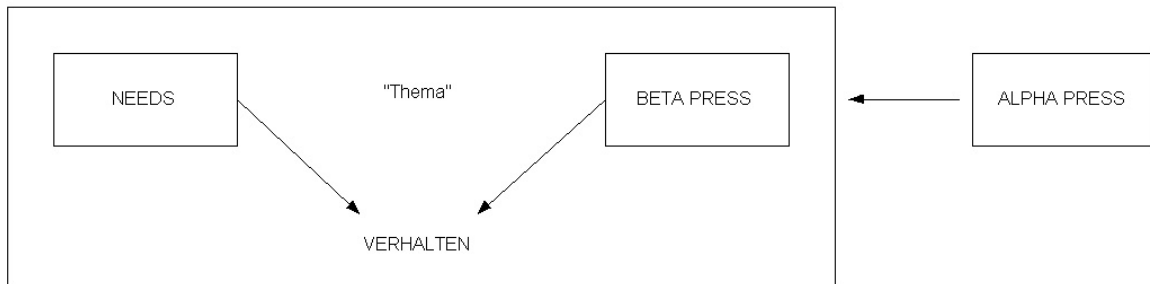 "Thema"
NEEDS
BETA PRESS
ALPHA PRESS
VERHALTEN